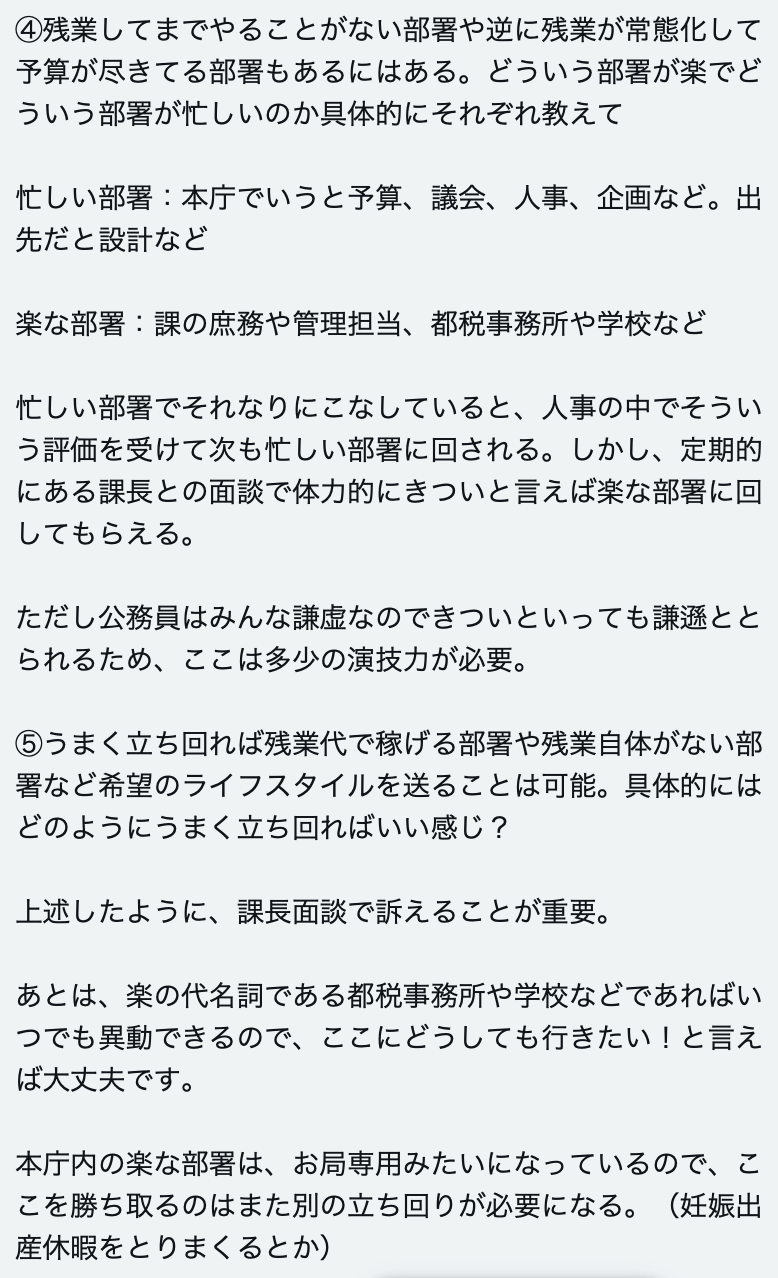 ④残業してまでやることがない部署や逆に残業が常態化して
予算が尽きてる部署もあるにはある。どういう部署が楽でど
ういう部署が忙しいのか具体的にそれぞれ教えて
忙しい部署：本庁でいうと予算、議会、人事、企画など。出
先だと設計など
楽な部署：課の庶務や管理担当、都税事務所や学校など
忙しい部署でそれなりにこなしていると、人事の中でそうい
う評価を受けて次も忙しい部署に回される。しかし、定期的
にある課長との面談で体力的にきついと言えば楽な部署に回
してもらえる。
ただし公務員はみんな謙虚なのできついといっても謙遜とと
られるため、ここは多少の演技力が必要。
⑤うまく立ち回れば残業代で稼げる部署や残業自体がない部
署など希望のライフスタイルを送ることは可能。具体的には
どのようにうまく立ち回ればいい感じ？
上述したように、課長面談で訴えることが重要。
あとは、楽の代名詞である都税事務所や学校などであればい
つでも異動できるので、ここにどうしても行きたい！と言え
ば大丈夫です。
本庁内の楽な部署は、お局専用みたいになっているので、こ
こを勝ち取るのはまた別の立ち回りが必要になる。（妊娠出
産休暇をとりまくるとか）